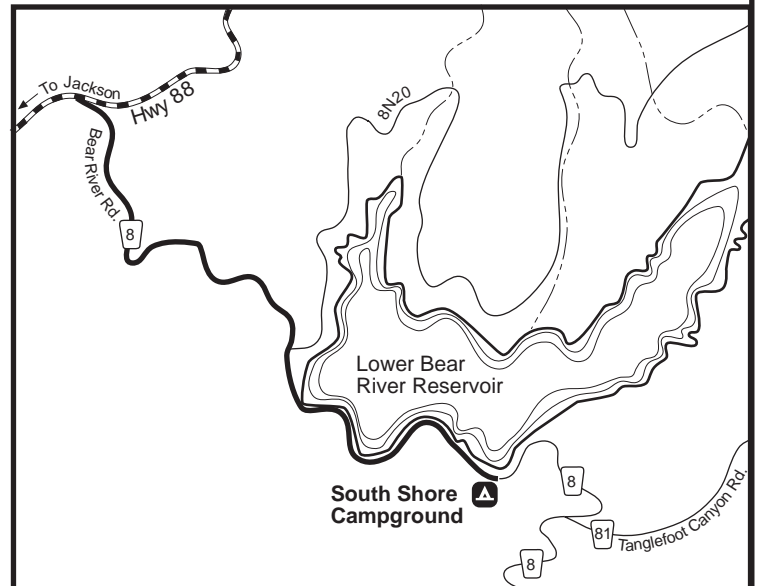 To Jackson
Hwy 88
8N20
Bear River Rd.
8
Lower Bear
River Reservoir
South Shore
Campground
8
81
Tanglefoot Canyon Rd.
8